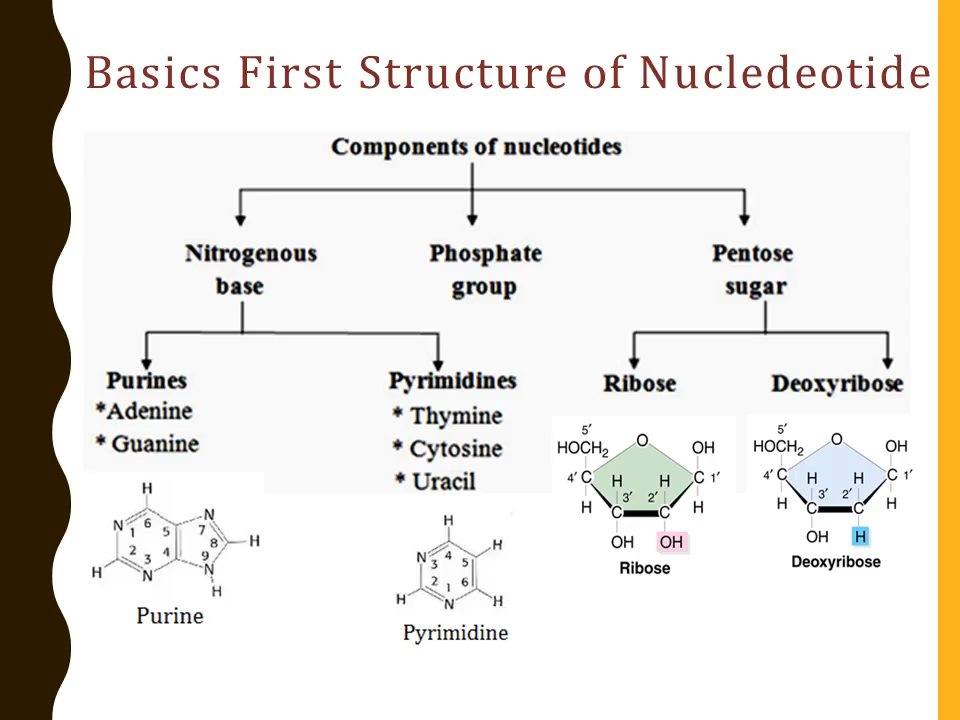 Basics First Structure of Nucledeotide
Components of nucleotides
Nitrogenous
base
Phosphate
group
Pentose
sugar
Purines
*Adenine
* Guanine
Pyrimidines
* Thymine
* Cytosine
* Uracil
Ribose
Deoxyribose
H
N
1
6
5
2
3
4
N
7
8
9
H
H
N
N
H
Purine
H
N
3
4
5
H
2
1
6
H
N
H
Pyrimidine
5′
HOCH2
O
OH
4′ C
H
H
C 1′
H
3′
2′
H
C
C
OH
OH
Ribose
5′
HOCH2
O
OH
4′ C
H
H
C 1′
H
3′
2′
H
C
C
OH
H
Deoxyribose